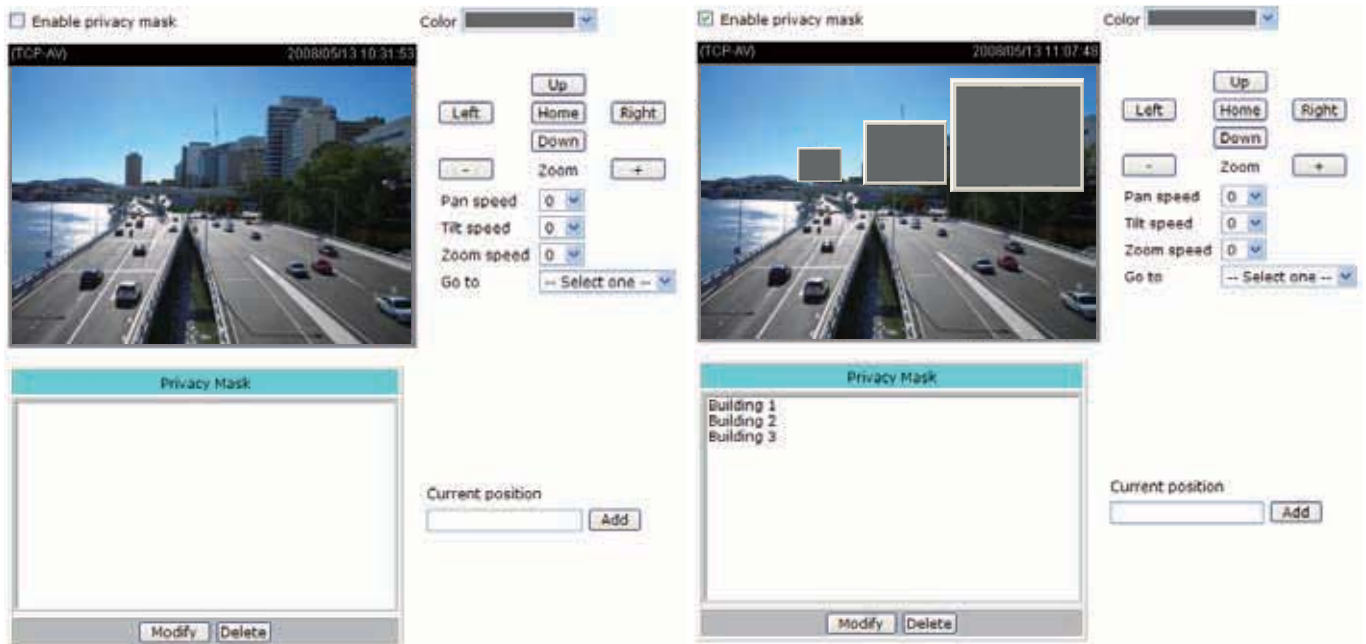 Enable privacy mask
Color
(TCP-AV) 2008/05/13 10:31:53
Up
Left Home Right
Down
- Zoom +
Pan speed 0
Tilt speed 0
Zoom speed 0
Go to -- Select one --
Privacy Mask
Current position
Add
Modify Delete
Enable privacy mask
Color
(TCP-AV) 2008/05/13 11:07:48
Up
Left Home Right
Down
- Zoom +
Pan speed 0
Tilt speed 0
Zoom speed 0
Go to -- Select one --
Privacy Mask
Building 1
Building 2
Building 3
Current position
Add
Modify Delete